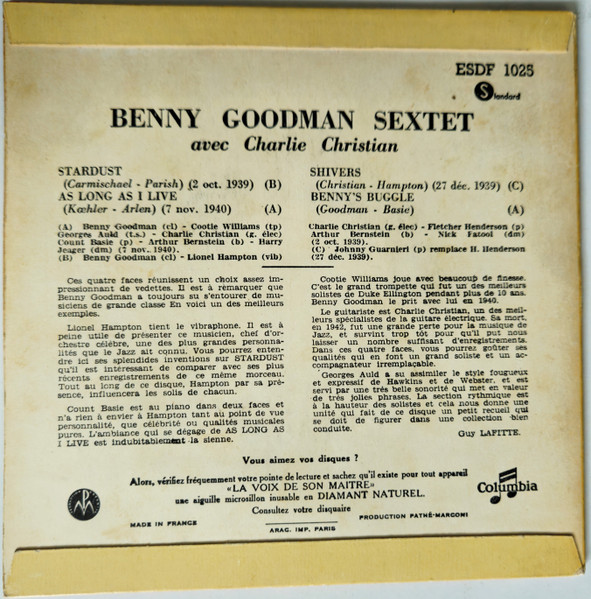 ESDF 1025
Standard
BENNY GOODMAN SEXTET
avec Charlie Christian
STARDUST
(Carmischael - Parish) (2 oct. 1939) (B)
AS LONG AS I LIVE
(Kœhler - Arlen) (7 nov. 1940) (A)
(A) Benny Goodman (cl) - Cootie Williams (tp)
Georges Auld (t.s.) - Charlie Christian (g. élec)
Count Basie (p) - Arthur Bernstein (b) - Harry
Jeager (dm) (7 nov. 1940).
(B) Benny Goodman (cl) - Lionel Hampton (vib)
SHIVERS
(Christian - Hampton) (27 déc. 1939) (C)
BENNY'S BUGGLE
(Goodman - Basie) (A)
Charlie Christian (g. élec) - Fletcher Henderson (p)
Arthur Bernstein (b) - Nick Fatool (dm)
(2 oct. 1939).
(C) Johnny Guarnieri (p) remplace H. Henderson
(27 déc. 1939).
Ces quatre faces réunissent un choix assez im-
pressionnant de vedettes. Il est à remarquer que
Benny Goodman a toujours su s'entourer de mu-
siciens de grande classe En voici un des meilleurs
exemples.
Lionel Hampton tient le vibraphone. Il est à
peine utile de présenter ce musicien, chef d'or-
chestre célèbre, une des plus grandes personna-
lités que le Jazz ait connu. Vous pourrez enten-
dre ici ses splendides inventions sur STARDUST
qu'il est intéressant de comparer avec ses plus
récents enregistrements de ce même morceau.
Tout au long de ce disque, Hampton par sa pré-
sence, influencera les solis de chacun.
Count Basie est au piano dans deux faces et
n'a rien à envier à Hampton tant au point de vue
personnalité, que célébrité ou qualités musicales
pures. L'ambiance qui se dégage de AS LONG AS
I LIVE est indubitablement la sienne.
Cootie Williams joue avec beaucoup de finesse.
C'est le grand trompette qui fut un des meilleurs
solistes de Duke Ellington pendant plus de 10 ans.
Benny Goodman le prit avec lui en 1940.
Le guitariste est Charlie Christian, un des meil-
leurs spécialistes de la guitare électrique. Sa mort,
en 1942, fut une grande perte pour la musique de
Jazz, et survint trop tôt pour qu'il put nous
laisser un nombre suffisant d'enregistrements.
Dans ces quatre faces, vous pourrez goûter ses
qualités qui en font un grand soliste et un ac-
compagnateur irremplaçable.
Georges Auld a su assimiler le style fougueux
et expressif de Hawkins et de Webster, et est
servi par une très belle sonorité qui met en valeur
de très jolies phrases. La section rythmique est
à la hauteur des solistes et cela nous donne une
unité qui fait de ce disque un petit recueil qui
se doit de figurer dans une collection bien
conduite.
Guy LAFITTE.
Vous aimez vos disques ?
Alors, vérifiez fréquemment votre pointe de lecture et sachez qu'il existe pour tout appareil
«LA VOIX DE SON MAITRE»
une aiguille microsillon inusable en DIAMANT NATUREL.
Consultez votre disquaire
Columbia
MADE IN FRANCE
PRODUCTION PATHÉ-MARCONI
ARAC. IMP. PARIS